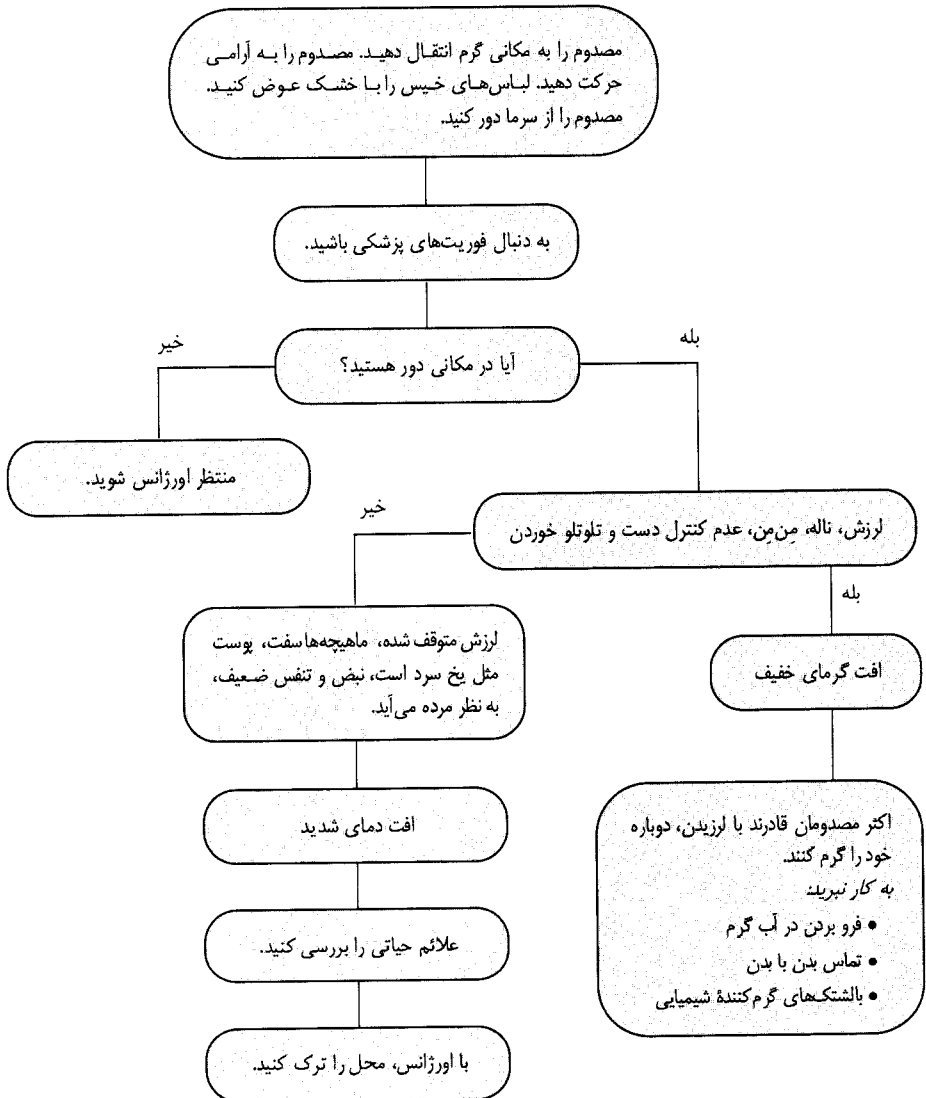 مصدوم را به مکانی گرم انتقال دهید. مصدوم را به آرامی
حرکت دهید. لباس‌های خیس را با خشک عوض کنید.
مصدوم را از سرما دور کنید.
به دنبال فوریت‌های پزشکی باشید.
آیا در مکانی دور هستید؟
بله
خیر
منتظر اورژانس شوید.
لرزش، ناله، مِن‌مِن، عدم کنترل دست و تلوتلو خوردن
خیر
بله
افت گرمای خفیف
اکثر مصدومان قادرند با لرزیدن، دوباره
خود را گرم کنند.
به کار نبرید:
• فرو بردن در آب گرم
• تماس بدن با بدن
• بالشتک‌های گرم‌کنندهٔ شیمیایی
لرزش متوقف شده، ماهیچه‌ها سفت، پوست
مثل یخ سرد است، نبض و تنفس ضعیف،
به نظر مرده می‌آید.
افت دمای شدید
علائم حیاتی را بررسی کنید.
با اورژانس، محل را ترک کنید.